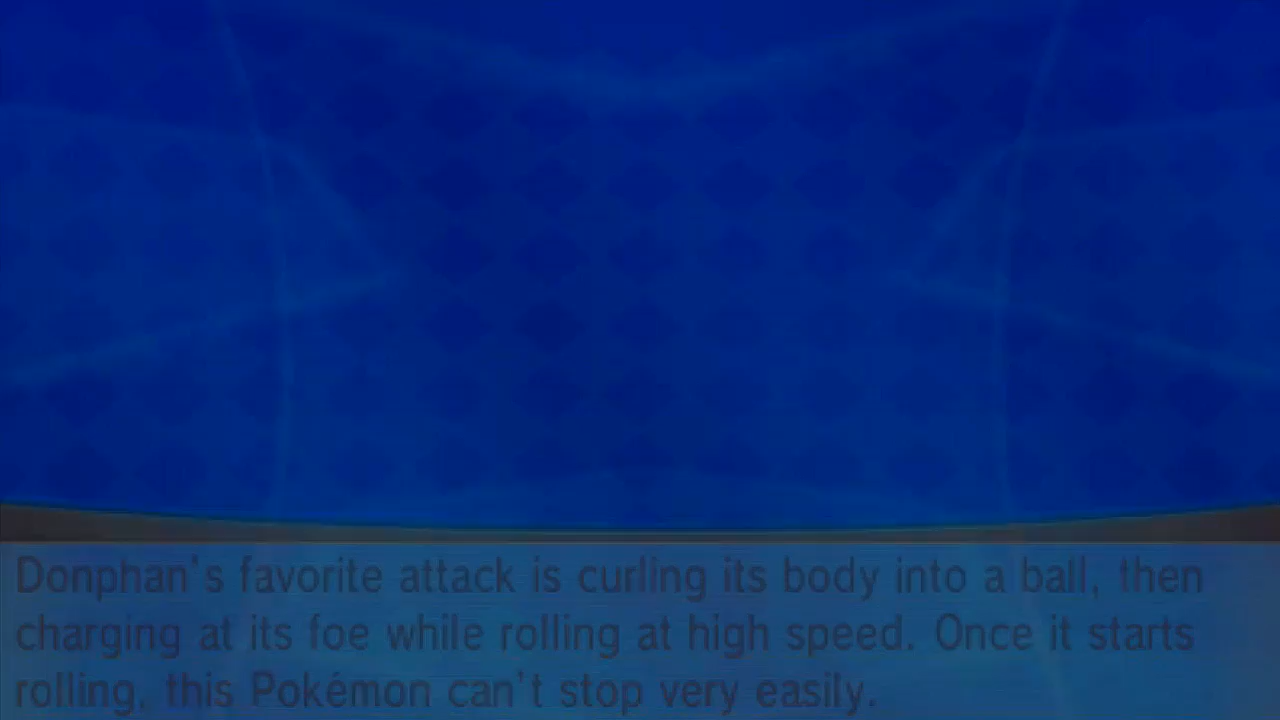 Donphan's favorite attack is curling its body into a ball, then
charging at its foe while rolling at high speed. Once it starts
rolling, this Pokémon can't stop very easily.